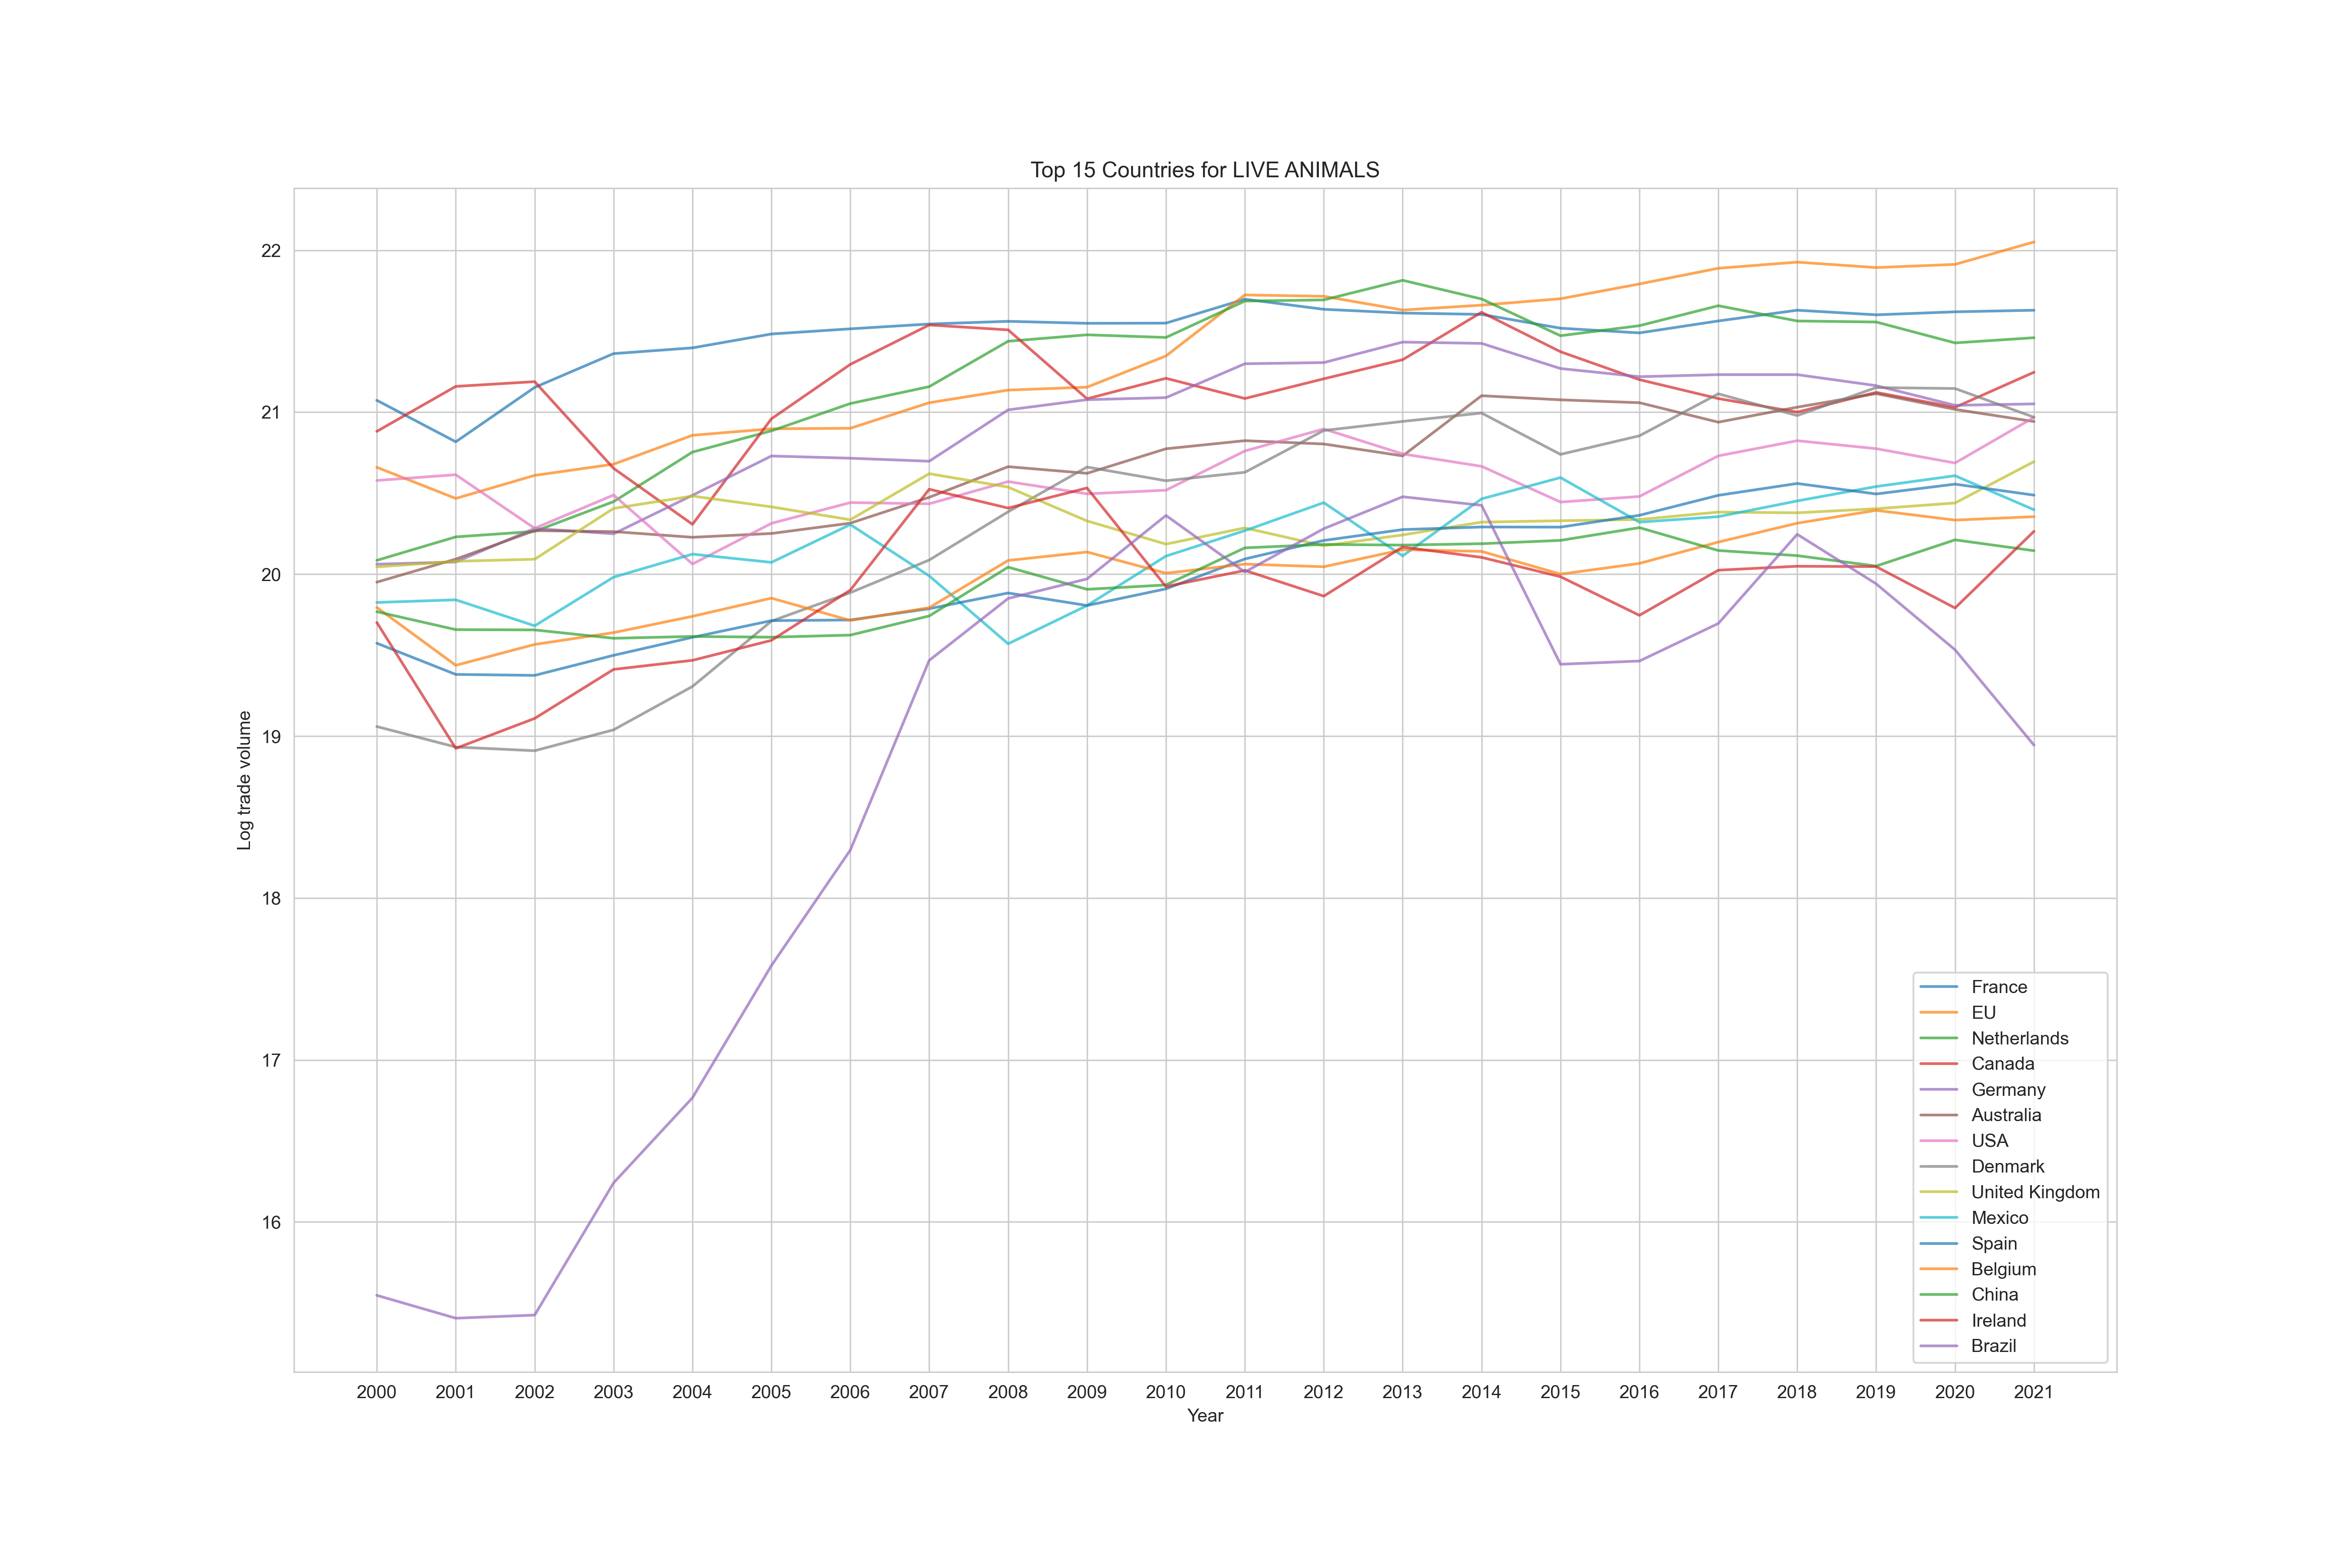 Top 15 Countries for LIVE ANIMALS
22
21
20
19
18
17
16
Log trade volume
France
EU
Netherlands
Canada
Germany
Australia
USA
Denmark
United Kingdom
Mexico
Spain
Belgium
China
Ireland
Brazil
2000 2001 2002 2003 2004 2005 2006 2007 2008 2009 2010 2011 2012 2013 2014 2015 2016 2017 2018 2019 2020 2021
Year